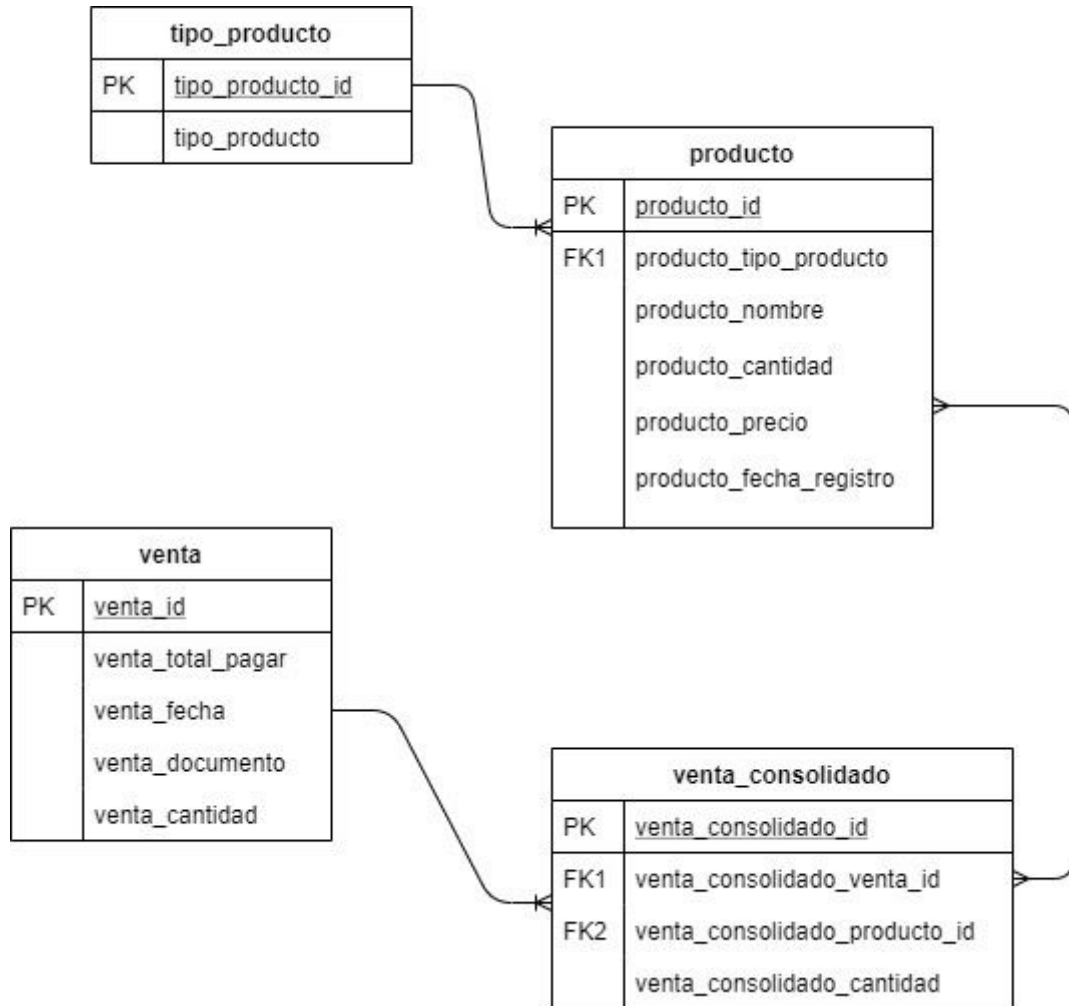 tipo_producto
PK tipo_producto_id
tipo_producto
producto
PK producto_id
FK1 producto_tipo_producto
producto_nombre
producto_cantidad
producto_precio
producto_fecha_registro
venta
PK venta_id
venta_total_pagar
venta_fecha
venta_documento
venta_cantidad
venta_consolidado
PK venta_consolidado_id
FK1 venta_consolidado_venta_id
FK2 venta_consolidado_producto_id
venta_consolidado_cantidad